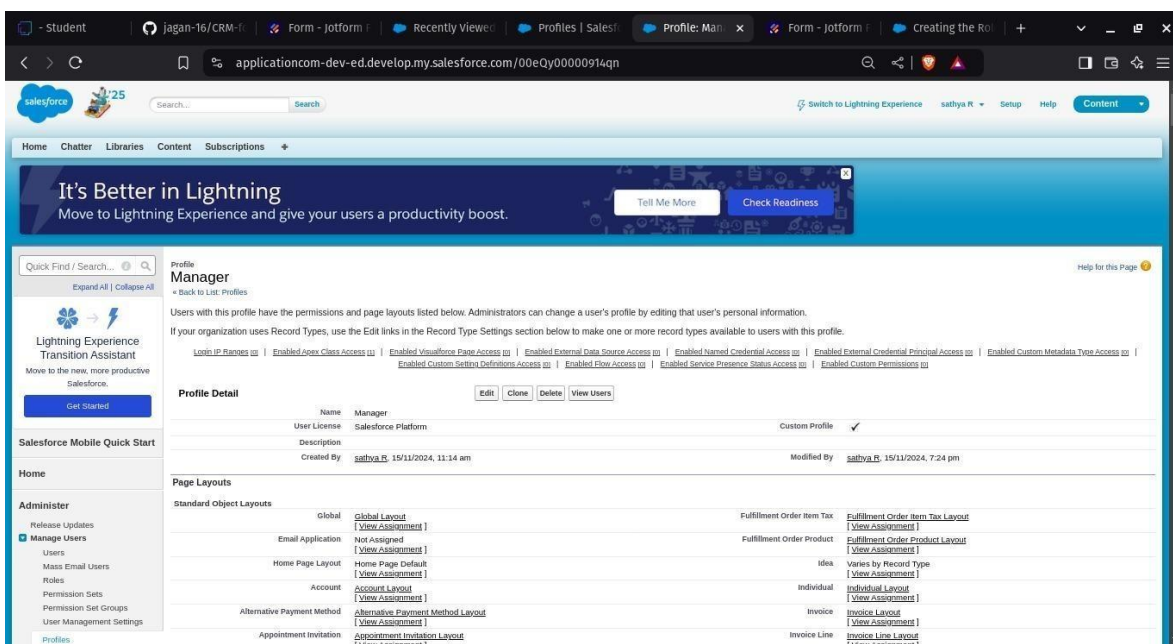 - Student jagan-16/CRM-f Form - Jotform F Recently Viewed Profiles | Salesf Profile: Man Form - Jotform F Creating the Rol
applicationcom-dev-ed.develop.my.salesforce.com/00eQy00000914qn
salesforce '25 Search... Search Switch to Lightning Experience sathya R Setup Help Content
Home Chatter Libraries Content Subscriptions +
It's Better in Lightning
Move to Lightning Experience and give your users a productivity boost.
Tell Me More Check Readiness
Quick Find / Search...
Expand All | Collapse All
Lightning Experience
Transition Assistant
Move to the new, more productive
Salesforce.
Get Started
Salesforce Mobile Quick Start
Home
Administer
Release Updates
Manage Users
Users
Mass Email Users
Roles
Permission Sets
Permission Set Groups
User Management Settings
Profiles
Profile
Manager
Help for this Page
« Back to List: Profiles
Users with this profile have the permissions and page layouts listed below. Administrators can change a user's profile by editing that user's personal information.
If your organization uses Record Types, use the Edit links in the Record Type Settings section below to make one or more record types available to users with this profile.
Login IP Ranges [0] | Enabled Apex Class Access [1] | Enabled Visualforce Page Access [0] | Enabled External Data Source Access [0] | Enabled Named Credential Access [0] | Enabled External Credential Principal Access [0] | Enabled Custom Metadata Type Access [0] |
Enabled Custom Setting Definitions Access [0] | Enabled Flow Access [0] | Enabled Service Presence Status Access [0] | Enabled Custom Permissions [0]
Profile Detail Edit Clone Delete View Users
Name Manager
User License Salesforce Platform Custom Profile ✓
Description
Created By sathya R, 15/11/2024, 11:14 am Modified By sathya R, 15/11/2024, 7:24 pm
Page Layouts
Standard Object Layouts
Global Global Layout Fulfillment Order Item Tax Fulfillment Order Item Tax Layout
[ View Assignment ] [ View Assignment ]
Email Application Not Assigned Fulfillment Order Product Fulfillment Order Product Layout
[ View Assignment ] [ View Assignment ]
Home Page Layout Home Page Default Idea Varies by Record Type
[ View Assignment ] [ View Assignment ]
Account Account Layout Individual Individual Layout
[ View Assignment ] [ View Assignment ]
Alternative Payment Method Alternative Payment Method Layout Invoice Invoice Layout
[ View Assignment ] [ View Assignment ]
Appointment Invitation Appointment Invitation Layout Invoice Line Invoice Line Layout